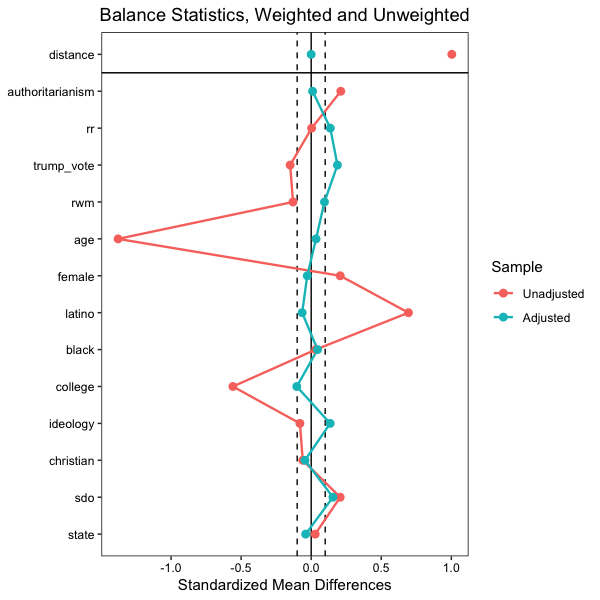 Balance Statistics, Weighted and Unweighted
distance
authoritarianism
rr
trump_vote
rwm
age
female
latino
black
college
ideology
christian
sdo
state
Sample
Unadjusted
Adjusted
-1.0 -0.5 0.0 0.5 1.0
Standardized Mean Differences